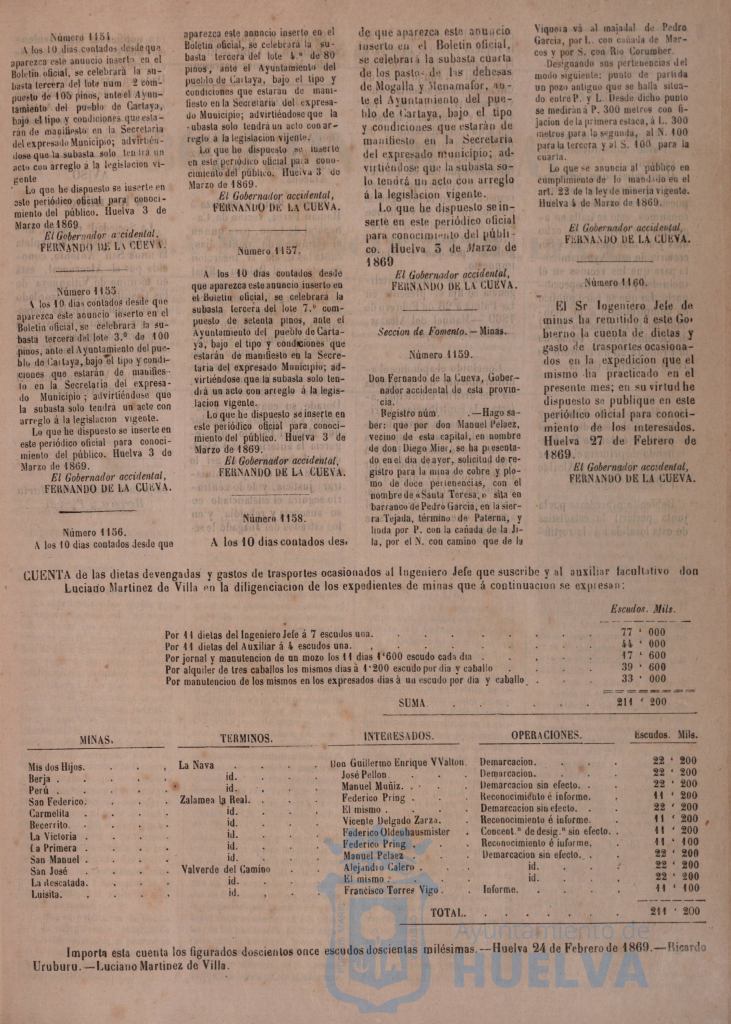 Número 1154.
A los 10 dias contados desde que
aparezca este anuncio inserto en el
Boletin oficial, se celebrará la su-
basta tercera del lote núm. 2 com-
puesto de 105 pinos, ante el Ayun-
tamiento del pueblo de Cartaya,
bajo el tipo y condiciones que esta-
rán de manifiesto en la Secretaria
del expresado Municipio; advirtién-
dose que la subasta solo tendrá un
acto con arreglo á la legislacion vi-
gente
Lo que he dispuesto se inserte en
este periódico oficial para conoci-
miento del público. Huelva 3 de
Marzo de 1869.
El Gobernador accidental,
FERNANDO DE LA CUEVA.
Número 1155.
A los 10 dias contados desde que
aparezca este anuncio inserto en el
Boletin oficial, se celebrará la su-
basta tercera del lote 3.º de 100
pinos, ante el Ayuntamiento del pue-
blo de Cartaya, bajo el tipo y condi-
ciones que estarán de manifies-
to en la Secretaria del expresa-
do Municipio; advirtiéndose que
la subasta solo tendrá un acto con
arreglo á la legislacion vigente.
Lo que he dispuesto se inserte en
este periódico oficial para conoci-
miento del público. Huelva 3 de
Marzo de 1869.
El Gobernador accidental,
FERNANDO DE LA CUEVA.
Número 1156.
A los 10 dias contados desde que
aparezca este anuncio inserto en el
Boletin oficial, se celebrará la su-
basta tercera del lote 4.º de 80
pinos, ante el Ayuntamiento del
pueblo de Cartaya, bajo el tipo y
condiciones que estarán de mani-
fiesto en la Secretaria del expresa-
do Municipio; advirtiéndose que la
subasta solo tendrá un acto con ar-
reglo á la legislacion vijente.
Lo que he dispuesto se inserte
en este periódico oficial para cono-
cimiento del público. Huelva 3 de
Marzo de 1869.
El Gobernador accidental,
FERNANDO DE LA CUEVA.
Número 1157.
A los 10 dias contados desde
que aparezca este anuncio inserto en
el Boletin oficial, se celebrará la
subasta tercera del lote 7.º com-
puesto de setenta pinos, ante el
Ayuntamiento del pueblo de Carta-
ya, bajo el tipo y condiciones que
estarán de manifiesto en la Secre-
taria del expresado Municipio; ad-
virtiéndose que la subasta solo ten-
drá un acto con arreglo á la legis-
lacion vigente.
Lo que he dispuesto se inserte en
este periódico oficial para conoci-
miento del público. Huelva 3 de
Marzo de 1869.
El Gobernador accidental,
FERNANDO DE LA CUEVA.
Número 1158.
A los 10 dias contados des.
de que aparezca este anuncio
inserto en el Boletin oficial,
se celebrará la subasta cuarta
de los pastos de las dehesas
de Mogalla y Menamafor, an-
te el Ayuntamiento del pue-
blo de Cartaya, bajo el tipo
y condiciones que estarán de
manifiesto en la Secretaria
del expresado municipio; ad-
virtiéndose que la subasta so-
lo tendrá un acto con arreglo
á la legislacion vigente.
Lo que he dispuesto se in-
serte en este periódico oficial
para conocimiento del públi-
co. Huelva 3 de Marzo de
1869
El Gobernador accidental,
FERNANDO DE LA CUEVA.
Seccion de Fomento.—Minas.
Número 1159.
Don Fernando de la Cueva, Gober-
nador accidental de esta provin-
cia.
Registro núm. .—Hago sa-
ber: que por don Manuel Pelaez,
vecino de esta capital, en nombre
de don Diego Mier, se ha presenta-
do en el dia de ayer, solicitud de re-
gistro para la mina de cobre y plo-
mo de doce pertenencias, con el
nombre de «Santa Teresa,» sita en
barranco de Pedro Garcia, en la sier-
ra Tejada, término de Paterna, y
linda por P. con la cañada de la Ji-
la, por el N. con camino que de la
Viquera vá al majadal de Pedro
Garcia, por L. con cañada de Mar-
cos y por S. con Rio Corumber.
Designando sus pertenencias del
modo siguiente: punto de partida
un pozo antiguo que se halla situa-
do entre P. y L. Desde dicho punto
se medirán á P. 300 metros con fi-
jacion de la primera estaca, á L. 300
metros para la segunda, al N. 100
para la tercera y al S. 100 para la
cuarta.
Lo que se anuncia al público en
cumplimiento de lo mandado en el
art. 22 de la ley de mineria vigente.
Huelva 4 de Marzo de 1869.
El Gobernador accidental,
FERNANDO DE LA CUEVA.
Número 1160.
El Sr Ingeniero Jefe de
minas ha remitido á este Go-
bierno la cuenta de dietas y
gasto de trasportes ocasiona-
dos en la expedicion que el
mismo ha practicado en el
presente mes; en su virtud he
dispuesto se publique en este
periódico oficial para conoci-
miento de los interesados.
Huelva 27 de Febrero de
1869.
El Gobernador accidental,
FERNANDO DE LA CUEVA.
CUENTA de las dietas devengadas y gastos de trasportes ocasionados al Ingeniero Jefe que suscribe y al auxiliar facultativo don
Luciano Martinez de Villa en la diligenciacion de los expedientes de minas que á continuacion se expresan:
Escudos. Mils.
Por 11 dietas del Ingeniero Jefe á 7 escudos una. 77 ' 000
Por 11 dietas del Auxiliar á 4 escudos una. 44 ' 000
Por jornal y manutencion de un mozo los 11 dias 1'600 escudo cada dia 17 ' 600
Por alquiler de tres caballos los mismos dias á 1'200 escudo por dia y caballo 39 ' 600
Por manutencion de los mismos en los expresados dias á un escudo por dia y caballo 33 ' 000
SUMA 211 ' 200
MINAS. TERMINOS. INTERESADOS. OPERACIONES. Escudos. Mils.
Mis dos Hijos. La Nava Don Guillermo Enrique Walton. Demarcacion. 22 ' 200
Berja . id. José Pellon. Demarcacion. 22 ' 200
Perú . id. Manuel Muñiz. Demarcacion sin efecto. 22 ' 200
San Federico. Zalamea la Real. Federico Pring Reconocimiento é informe. 11 ' 200
Carmelita id. El mismo Demarcacion sin efecto. 22 ' 200
Becerrito. id. Vicente Delgado Zarza. Reconocimiento é informe. 11 ' 200
La Victoria id. Federico Oldenhausmister Concent.ⁿ de desig.ⁿ sin efecto. 11 ' 200
La Primera id. Federico Pring Reconocimiento é informe. 11 ' 100
San Manuel id. Manuel Pelaez Demarcacion sin efecto. 22 ' 200
San José Valverde del Camino Alejandro Calero id. 22 ' 200
La descatada. id. El mismo id. 22 ' 200
Luisita. id. Francisco Torres Vigo Informe. 11 ' 100
TOTAL. 211 ' 200
Importa esta cuenta los figurados doscientos once escudos doscientas milésimas.—Huelva 24 de Febrero de 1869.—Ricardo
Uruburu.—Luciano Martinez de Villa.
Ayuntamiento de
HUELVA